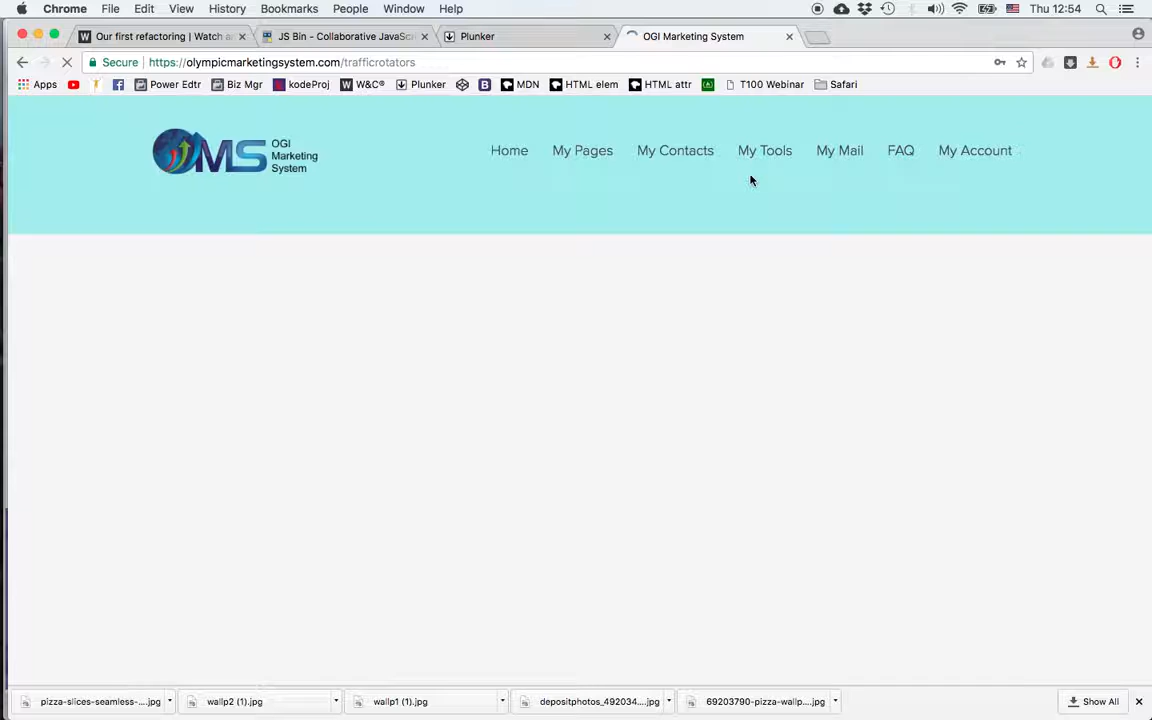 Chrome File Edit View History Bookmarks People Window Help Thu 12:54
Our first refactoring | Watch a JS Bin - Collaborative JavaSc Plunker OGI Marketing System
Secure https://olympicmarketingsystem.com/trafficrotators
Apps Power Edtr Biz Mgr kodeProj W&C® Plunker MDN HTML elem HTML attr T100 Webinar Safari
MS OGI Marketing System
Home My Pages My Contacts My Tools My Mail FAQ My Account
pizza-slices-seamless-....jpg wallp2 (1).jpg wallp1 (1).jpg depositphotos_492034....jpg 69203790-pizza-wallp....jpg Show All